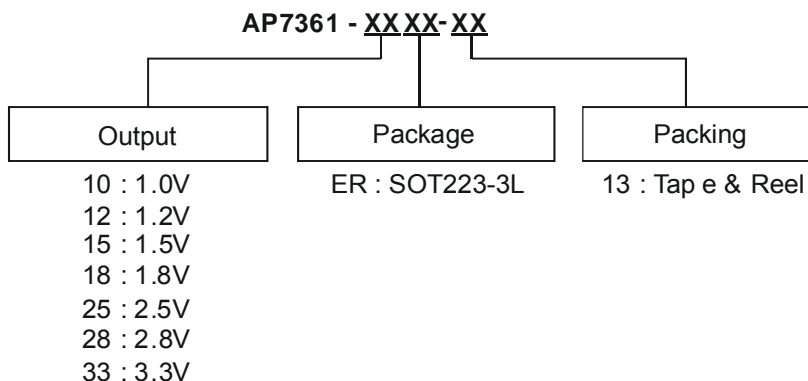 AP7361 - XX XX- XX
Output
Package
Packing
10 : 1.0V
12 : 1.2V
15 : 1.5V
18 : 1.8V
25 : 2.5V
28 : 2.8V
33 : 3.3V
ER : SOT223-3L
13 : Tap e & Reel